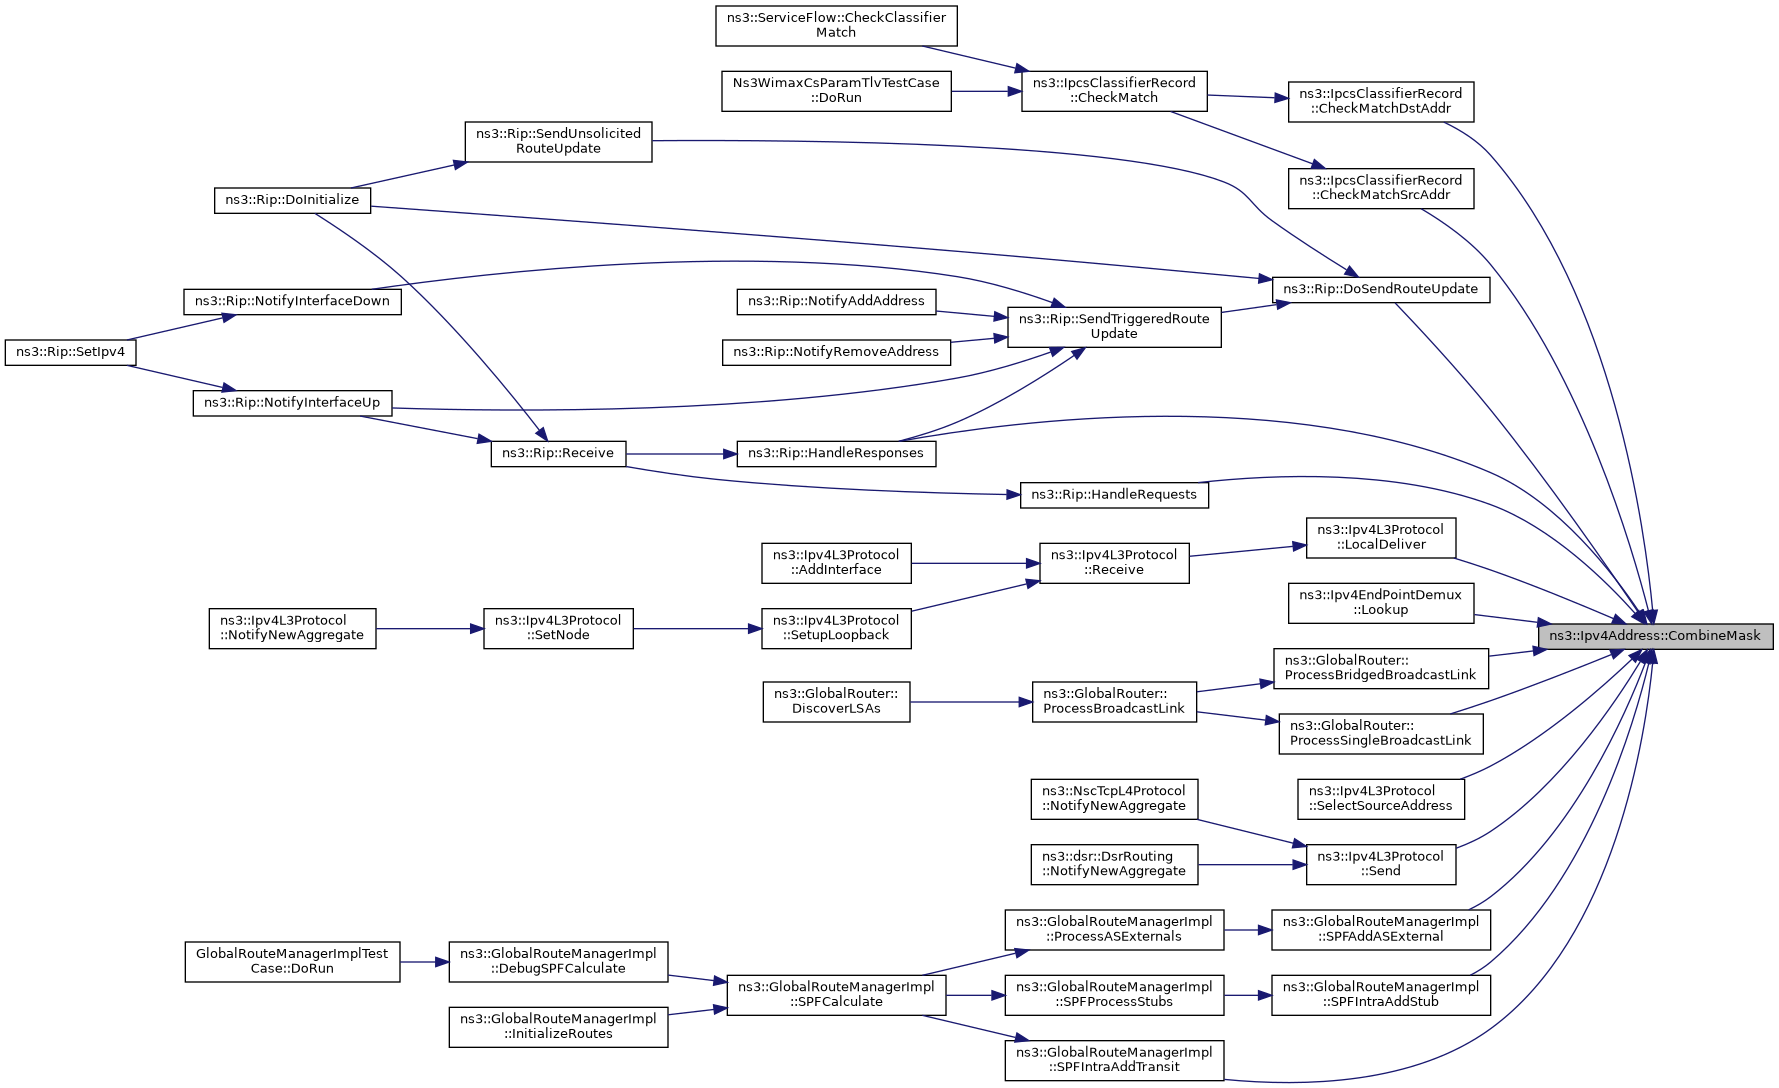 ns3::ServiceFlow::CheckClassifier
Match
Ns3WimaxCsParamTlvTestCase
::DoRun
ns3::IpcsClassifierRecord
::CheckMatch
ns3::IpcsClassifierRecord
::CheckMatchDstAddr
ns3::Rip::SendUnsolicited
RouteUpdate
ns3::IpcsClassifierRecord
::CheckMatchSrcAddr
ns3::Rip::DoInitialize
ns3::Rip::DoSendRouteUpdate
ns3::Rip::NotifyInterfaceDown
ns3::Rip::NotifyAddAddress
ns3::Rip::SendTriggeredRoute
Update
ns3::Rip::SetIpv4
ns3::Rip::NotifyRemoveAddress
ns3::Rip::NotifyInterfaceUp
ns3::Rip::Receive
ns3::Rip::HandleResponses
ns3::Rip::HandleRequests
ns3::Ipv4L3Protocol
::LocalDeliver
ns3::Ipv4L3Protocol
::AddInterface
ns3::Ipv4L3Protocol
::Receive
ns3::Ipv4EndPointDemux
::Lookup
ns3::Ipv4L3Protocol
::NotifyNewAggregate
ns3::Ipv4L3Protocol
::SetNode
ns3::Ipv4L3Protocol
::SetupLoopback
ns3::Ipv4Address::CombineMask
ns3::GlobalRouter::
ProcessBridgedBroadcastLink
ns3::GlobalRouter::
DiscoverLSAs
ns3::GlobalRouter::
ProcessBroadcastLink
ns3::GlobalRouter::
ProcessSingleBroadcastLink
ns3::NscTcpL4Protocol
::NotifyNewAggregate
ns3::Ipv4L3Protocol
::SelectSourceAddress
ns3::dsr::DsrRouting
::NotifyNewAggregate
ns3::Ipv4L3Protocol
::Send
ns3::GlobalRouteManagerImpl
::ProcessASExternals
ns3::GlobalRouteManagerImpl
::SPFAddASExternal
GlobalRouteManagerImplTest
Case::DoRun
ns3::GlobalRouteManagerImpl
::DebugSPFCalculate
ns3::GlobalRouteManagerImpl
::SPFCalculate
ns3::GlobalRouteManagerImpl
::SPFProcessStubs
ns3::GlobalRouteManagerImpl
::SPFIntraAddStub
ns3::GlobalRouteManagerImpl
::InitializeRoutes
ns3::GlobalRouteManagerImpl
::SPFIntraAddTransit